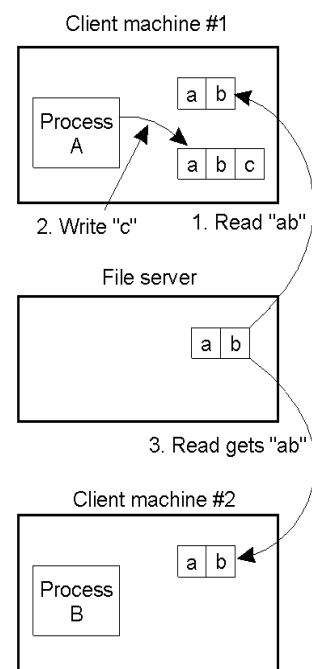 Client machine #1
a b
Process
A
a b c
2. Write "c"
1. Read "ab"
File server
a b
3. Read gets "ab"
Client machine #2
a b
Process
B